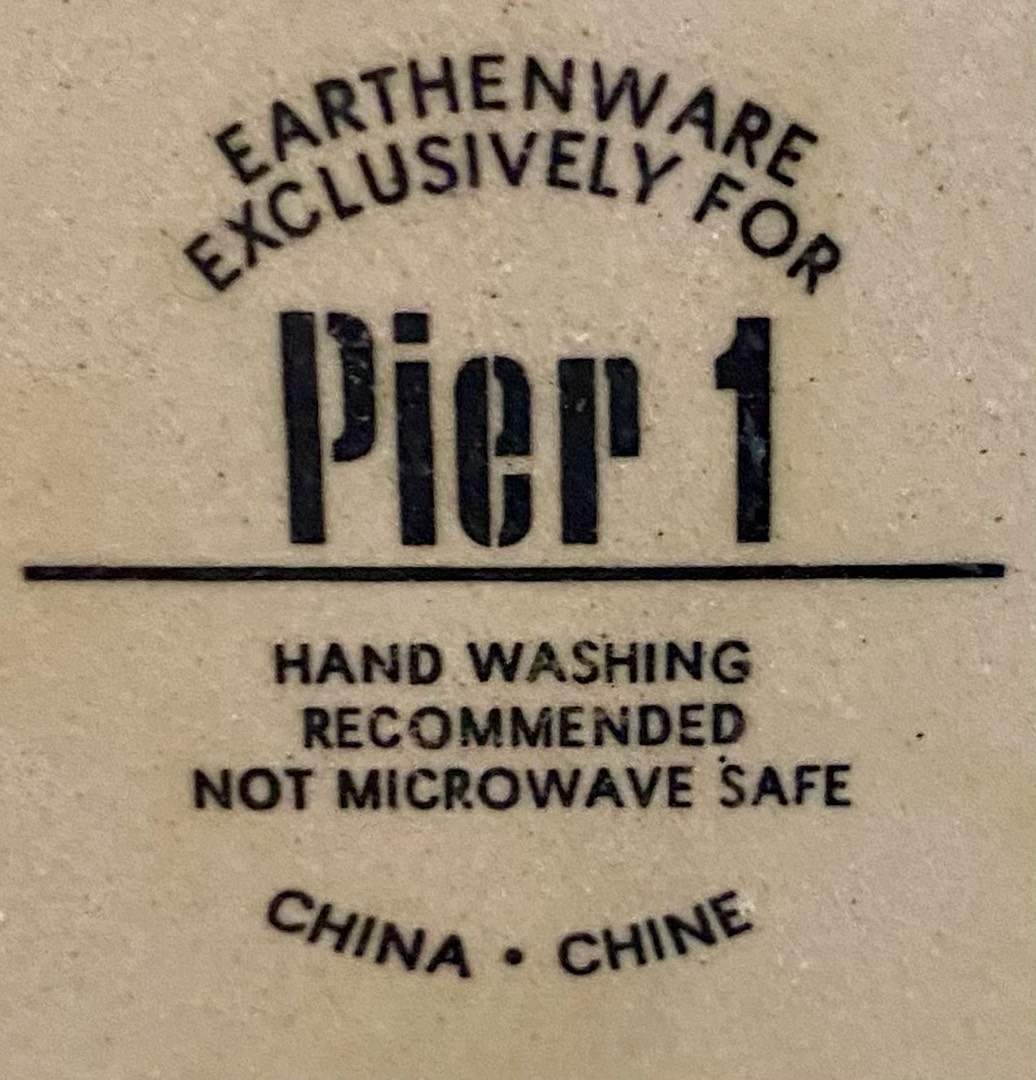 EARTHENWARE
EXCLUSIVELY FOR
Pier 1
HAND WASHING
RECOMMENDED
NOT MICROWAVE SAFE
CHINA • CHINE